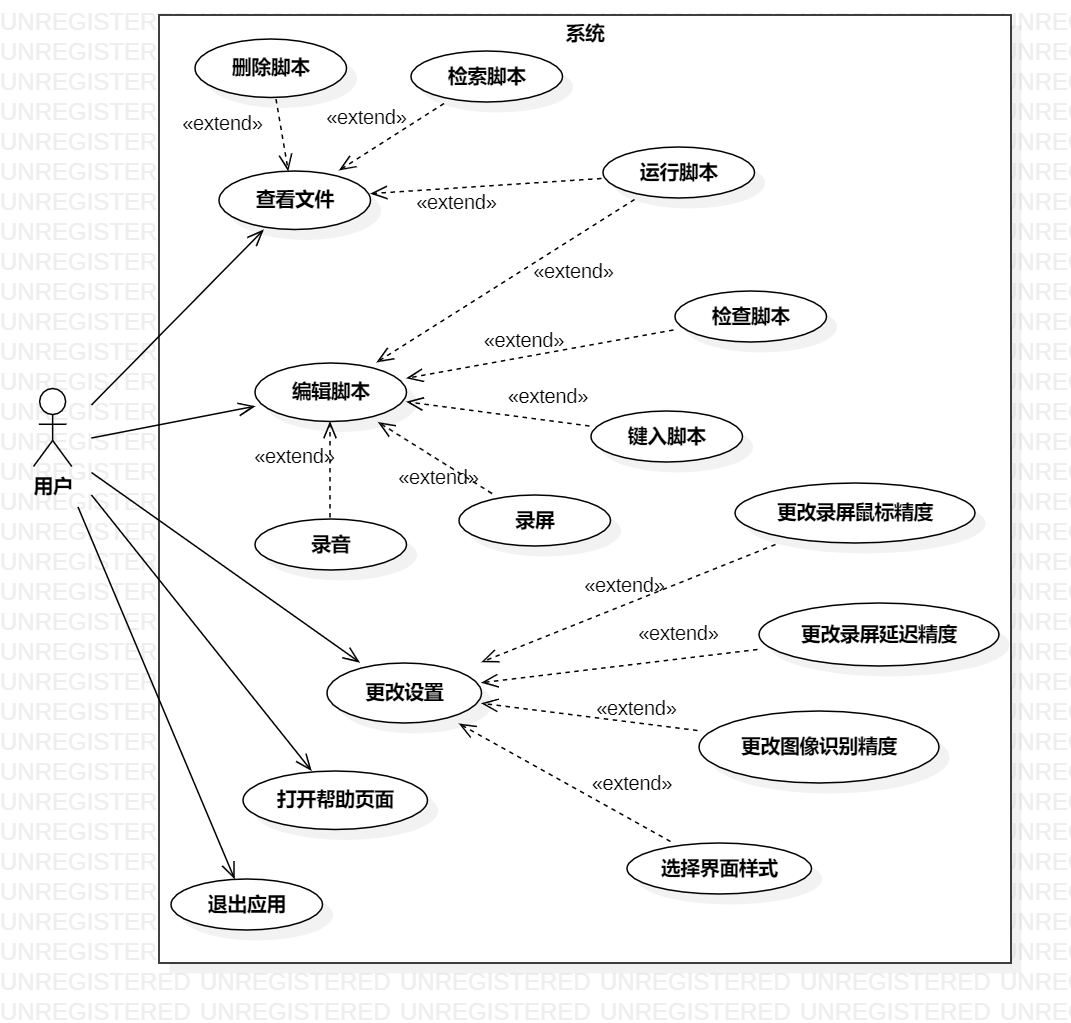 系统
删除脚本
检索脚本
«extend»
«extend»
运行脚本
查看文件
«extend»
«extend»
检查脚本
«extend»
编辑脚本
«extend»
键入脚本
«extend»
«extend»
用户
录屏
录音
更改录屏鼠标精度
«extend»
«extend»
更改录屏延迟精度
更改设置
«extend»
更改图像识别精度
«extend»
打开帮助页面
选择界面样式
退出应用
UNREGISTERED UNREGISTERED UNREGISTERED UNREGISTERED UNREGISTERED
UNREGISTERED UNREGISTERED UNREGISTERED UNREGISTERED UNREGISTERED